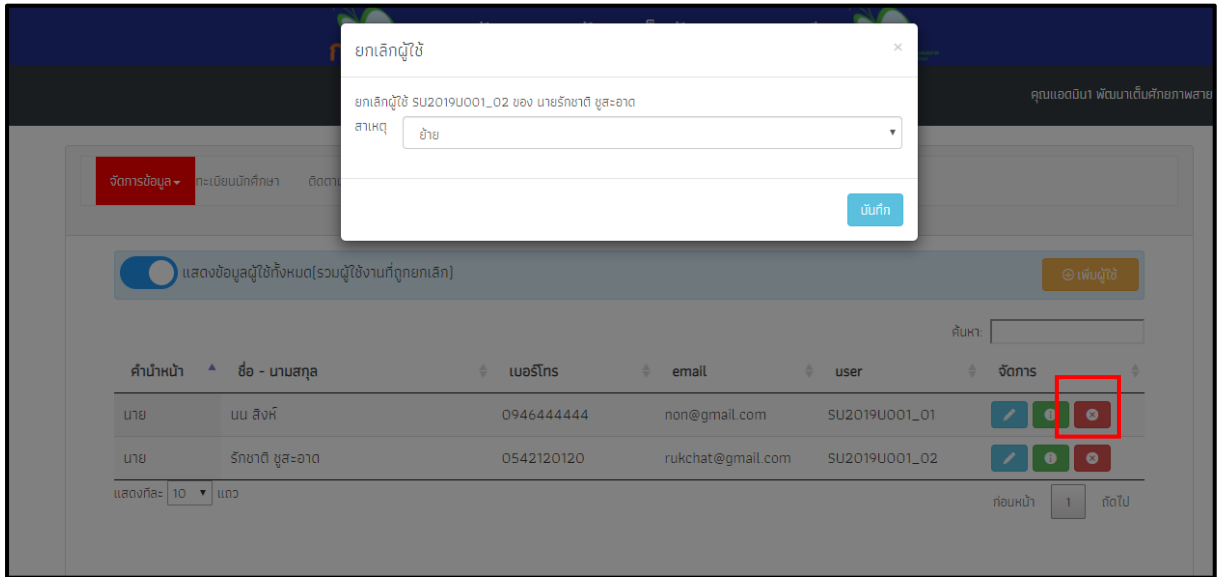 ยกเลิกผู้ใช้ ×
ยกเลิกผู้ใช้ SU2019U001_02 ของ นายรักชาติ ชูสะอาด
คุณแอดมิน1 พัฒนาเต็มศักยภาพสาย
สาเหตุ ย้าย
จัดการข้อมูล ทะเบียนนักศึกษา ติดตาม
บันทึก
แสดงข้อมูลผู้ใช้ทั้งหมด(รวมผู้ใช้งานที่ถูกยกเลิก) เพิ่มผู้ใช้
ค้นหา:
คำนำหน้า ชื่อ - นามสกุล เบอร์โทร email user จัดการ
นาย นน สิงห์ 0946444444 non@gmail.com SU2019U001_01
นาย รักชาติ ชูสะอาด 0542120120 rukchat@gmail.com SU2019U001_02
แสดงทีละ 10 แถว
ก่อนหน้า 1 ถัดไป